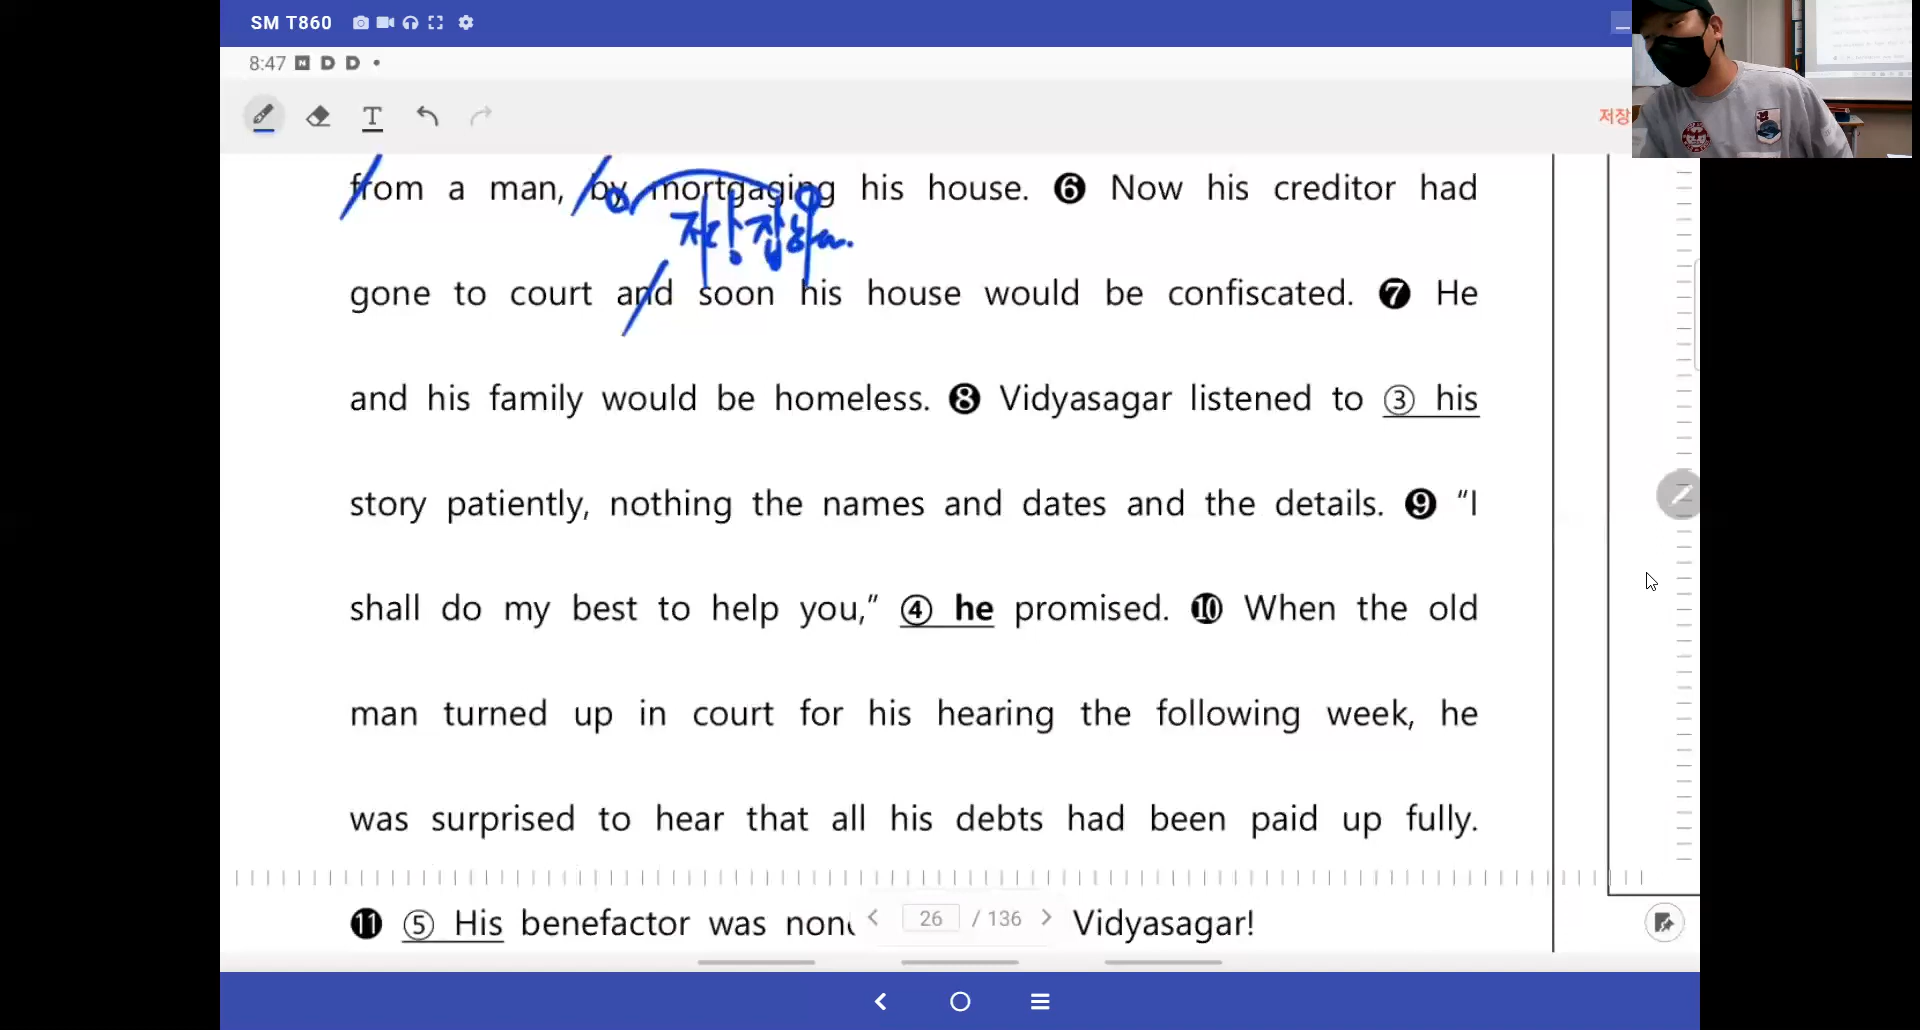 SM T860
8:47 N D D
T
저장
from a man, by mortgaging his house. ❻ Now his creditor had
저당 잡혀
gone to court and soon his house would be confiscated. ❼ He
and his family would be homeless. ❽ Vidyasagar listened to ③ his
story patiently, nothing the names and dates and the details. ❾ “I
shall do my best to help you,” ④ he promised. ❿ When the old
man turned up in court for his hearing the following week, he
was surprised to hear that all his debts had been paid up fully.
⓫ ⑤ His benefactor was Vidyasagar!
26 / 136